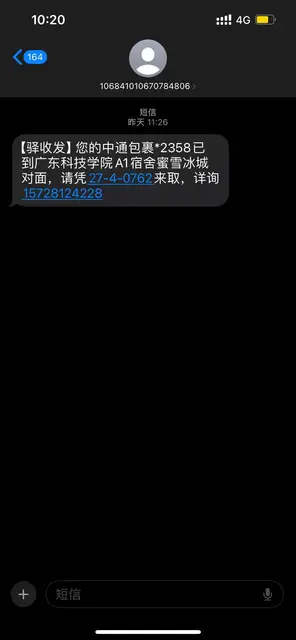 10:20
4G
164
106841010670784806
短信
昨天 11:26
【驿收发】您的中通包裹*2358已
到广东科技学院A1宿舍蜜雪冰城
对面，请凭27-4-0762来取，详询
15728124228
短信